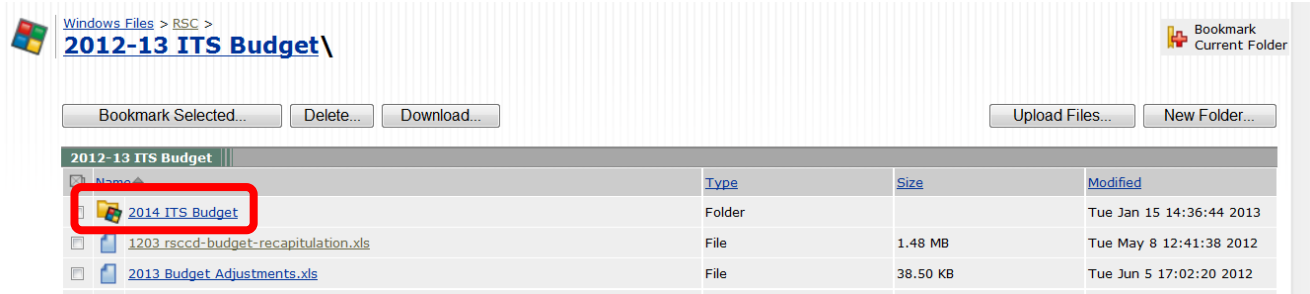 Windows Files > RSC >
2012-13 ITS Budget\
Bookmark
Current Folder
Bookmark Selected... Delete... Download... Upload Files... New Folder...
2012-13 ITS Budget
Name Type Size Modified
2014 ITS Budget Folder Tue Jan 15 14:36:44 2013
1203 rsccd-budget-recapitulation.xls File 1.48 MB Tue May 8 12:41:38 2012
2013 Budget Adjustments.xls File 38.50 KB Tue Jun 5 17:02:20 2012